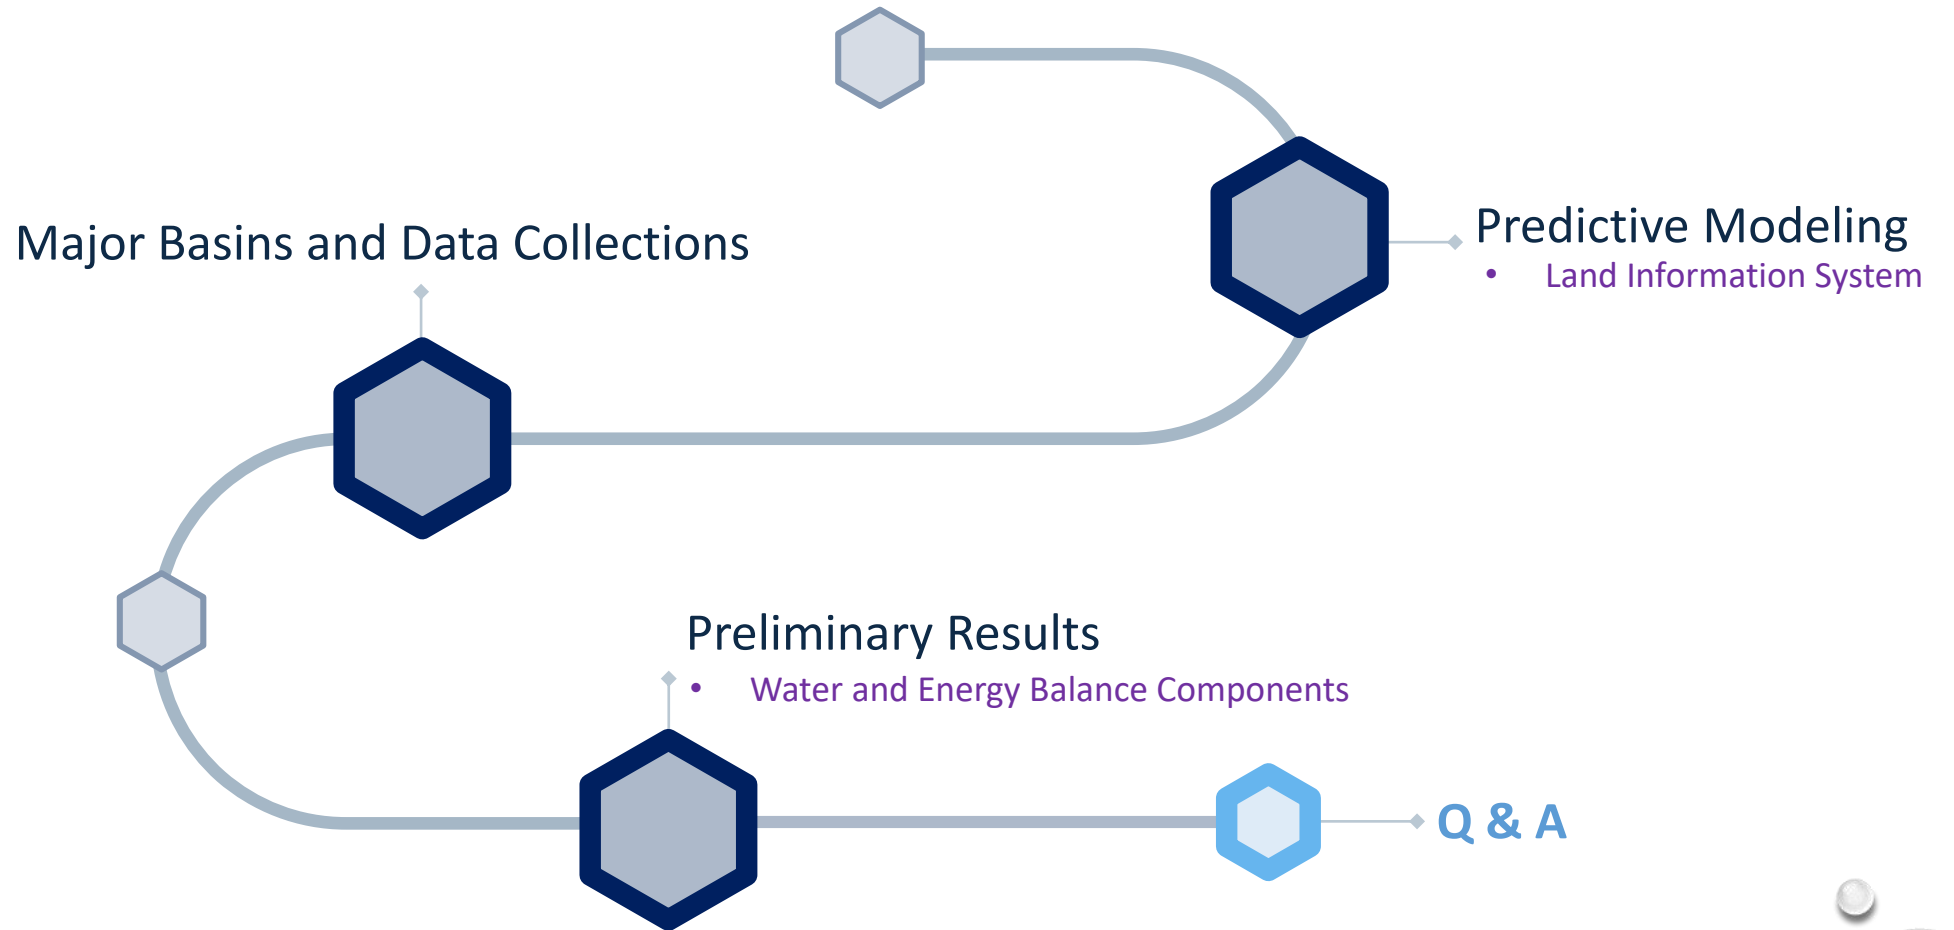 Predictive Modeling
• Land Information System
Major Basins and Data Collections
Preliminary Results
• Water and Energy Balance Components
Q & A